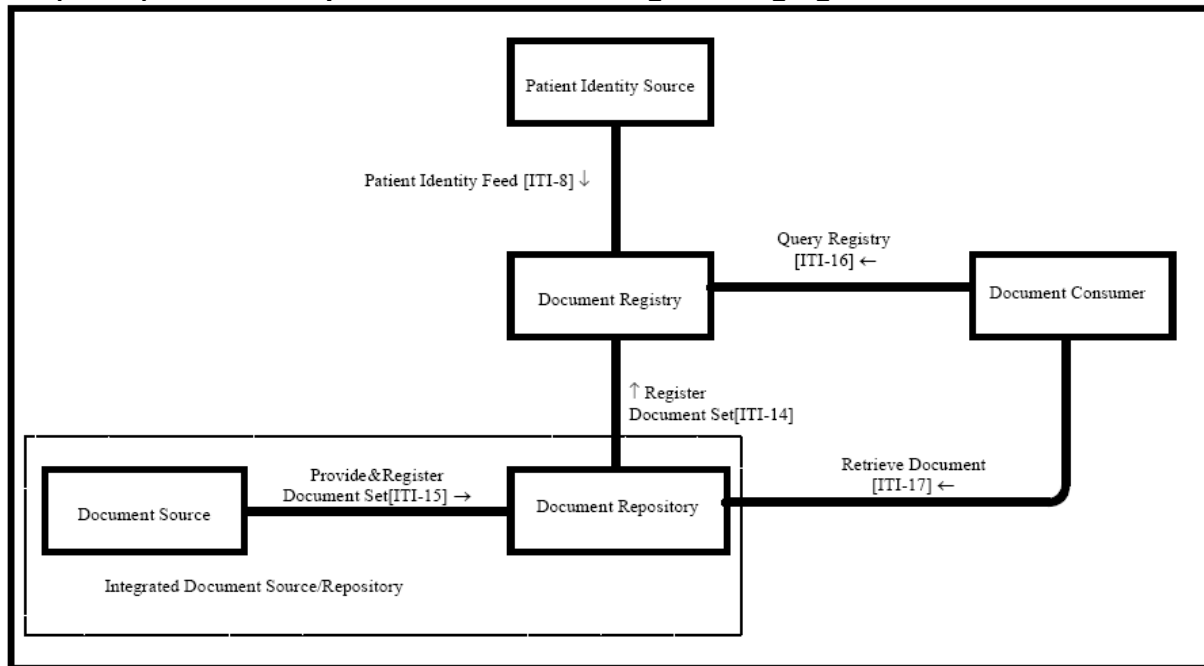 Patient Identity Source
Patient Identity Feed [ITI-8] ↓
Query Registry
[ITI-16] ←
Document Registry
Document Consumer
↑ Register
Document Set[ITI-14]
Provide&Register
Document Set[ITI-15] →
Retrieve Document
[ITI-17] ←
Document Source
Document Repository
Integrated Document Source/Repository